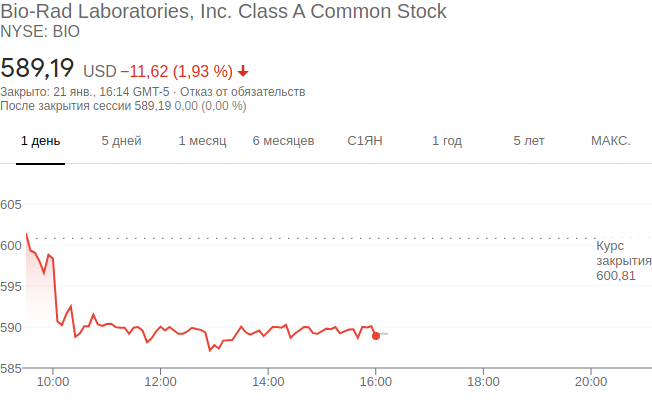 Bio-Rad Laboratories, Inc. Class A Common Stock
NYSE: BIO
589,19 USD −11,62 (1,93 %)
Закрыто: 21 янв., 16:14 GMT-5 · Отказ от обязательств
После закрытия сессии 589,19 0,00 (0,00 %)
1 день 5 дней 1 месяц 6 месяцев С1ЯН 1 год 5 лет МАКС.
605
600
595
590
585
Курс
закрытия
600,81
10:00 12:00 14:00 16:00 18:00 20:00